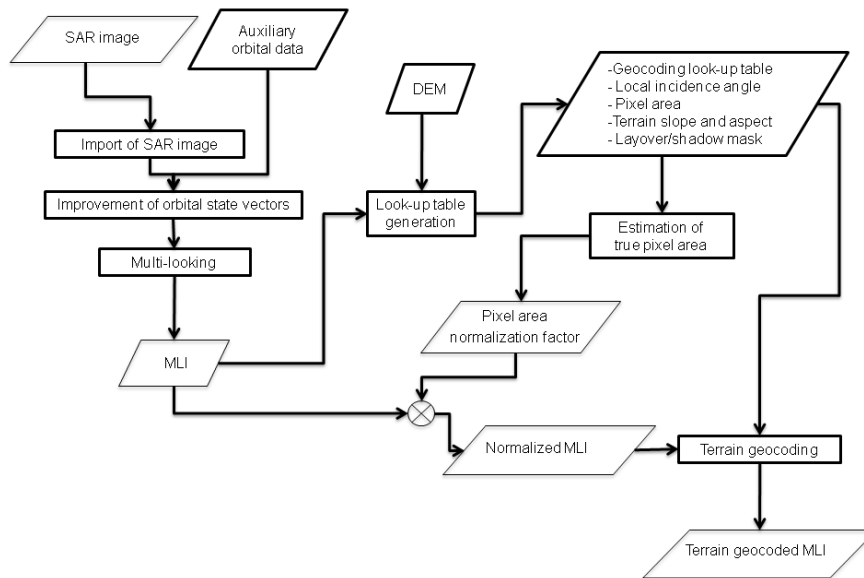 SAR image
Auxiliary
orbital data
DEM
-Geocoding look-up table
-Local incidence angle
-Pixel area
-Terrain slope and aspect
-Layover/shadow mask
Import of SAR image
Improvement of orbital state vectors
Look-up table
generation
Estimation of
true pixel area
Multi-looking
Pixel area
normalization factor
MLI
Normalized MLI
Terrain geocoding
Terrain geocoded MLI